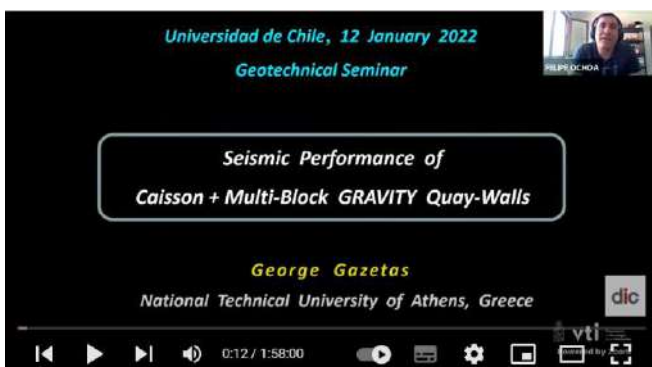 Universidad de Chile, 12 January 2022
Geotechnical Seminar
FELIPE OCHOA
Seismic Performance of
Caisson + Multi-Block GRAVITY Quay-Walls
George Gazetas
National Technical University of Athens, Greece
dic
vti
0:12 / 1:58:00